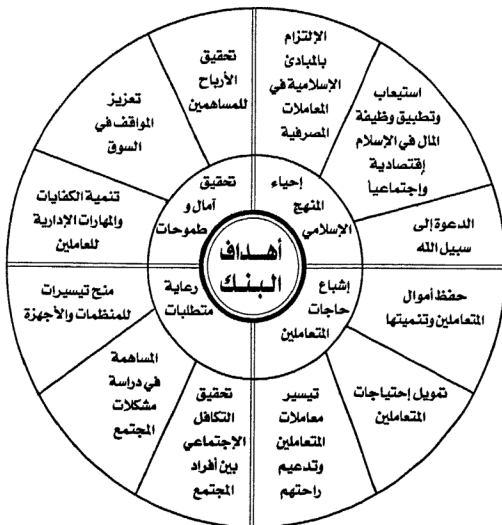 أهداف
البنك
إحياء
المنهج
الإسلامي
الإلتزام
بالمبادئ
الإسلامية في
المعاملات
المصرفية
استيعاب
وتطبيق وظيفة
المال في الإسلام
إقتصادية
وإجتماعياً
الدعوة إلى
سبيل الله
إشباع
حاجات
المتعاملين
حفظ أموال
المتعاملين وتنميتها
تمويل إحتياجات
المتعاملين
تيسير
معاملات
المتعاملين
وتدعيم
راحتهم
رعاية
متطلبات
تحقيق
التكافل
الإجتماعي
بين أفراد
المجتمع
المساهمة
في دراسة
مشكلات
المجتمع
منح تيسيرات
للمنظمات والأجهزة
تحقيق
آمال و
طموحات
تنمية الكفايات
والمهارات الإدارية
للعاملين
تعزيز
المواقف في
السوق
تحقيق
الأرباح
للمساهمين